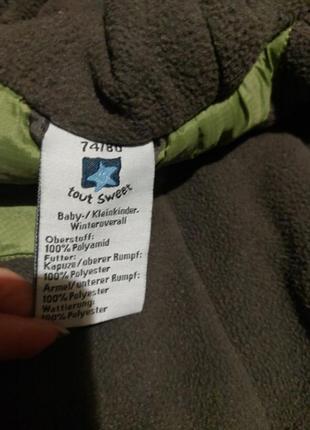 74/80
tout Sweet
Baby-/ Kleinkinder.
Winteroverall
Oberstoff:
100% Polyamid
Futter:
Kapuze/oberer Rumpf:
100% Polyester
Ärmel/unterer Rumpf:
100% Polyester
Wattierung:
100% Polyester